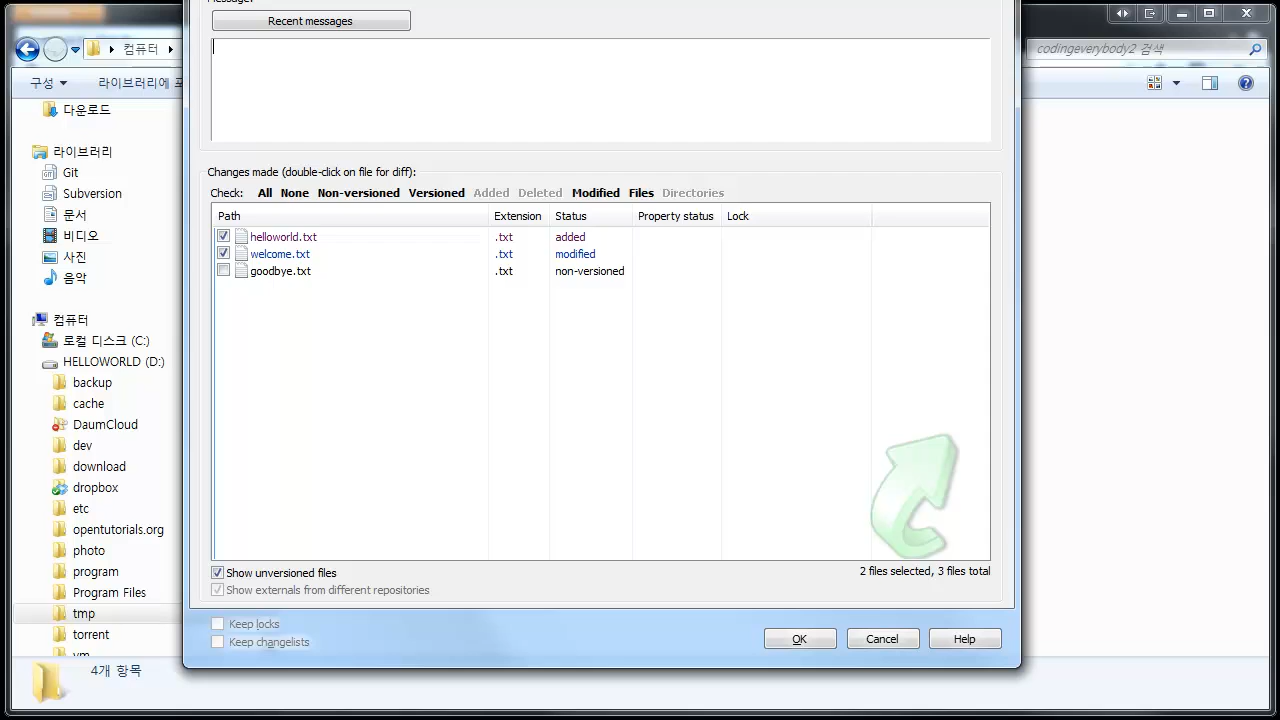 Message:
Recent messages
컴퓨터
codingeverybody2 검색
구성
라이브러리에 포
다운로드
라이브러리
Git
Subversion
문서
비디오
사진
음악
컴퓨터
로컬 디스크 (C:)
HELLOWORLD (D:)
backup
cache
DaumCloud
dev
download
dropbox
etc
opentutorials.org
photo
program
Program Files
tmp
torrent
vm
4개 항목
Changes made (double-click on file for diff):
Check: All None Non-versioned Versioned Added Deleted Modified Files Directories
Path Extension Status Property status Lock
helloworld.txt .txt added
welcome.txt .txt modified
goodbye.txt .txt non-versioned
Show unversioned files
2 files selected, 3 files total
Show externals from different repositories
Keep locks
Keep changelists
OK Cancel Help